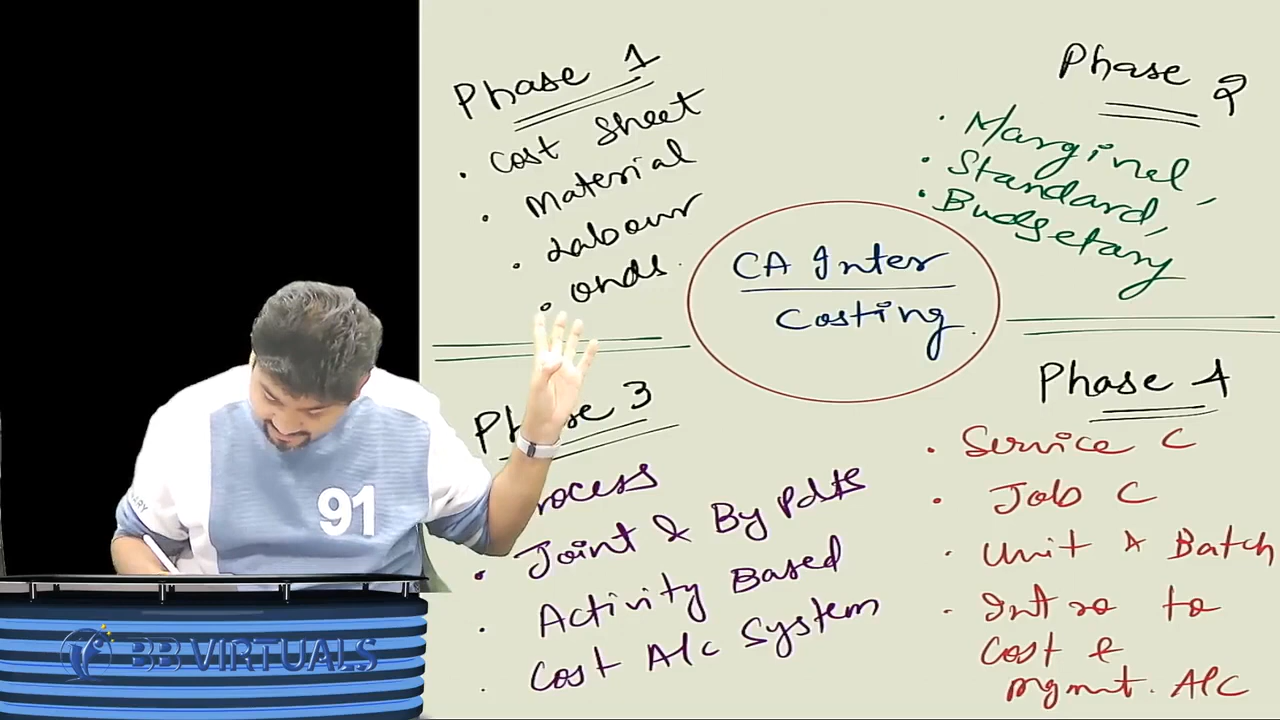 Phase 1
• Cost Sheet
• Material
• Labour
• OHDs.
Phase 2
• Marginal,
• Standard,
• Budgetary
CA Inter
Costing.
Phase 3
rocess
• Joint & By Pdts
• Activity Based
• Cost A/c System
Phase 4
• Service C
• Job C
• Unit & Batch
• Intro to
Cost &
Mgmt. A/C
91
BB VIRTUALS